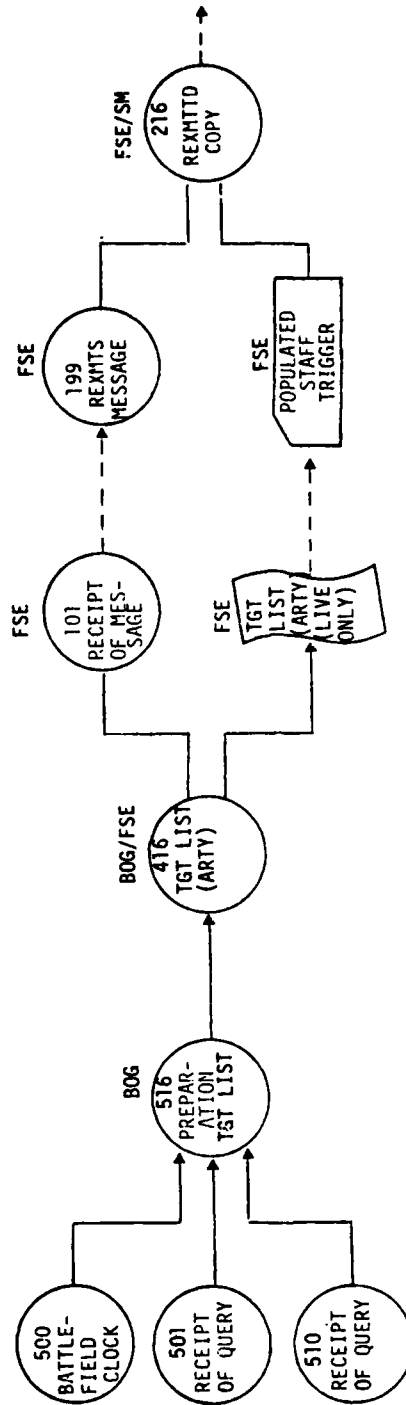 500
BATTLE-
FIELD
CLOCK
501
RECEIPT
OF QUERY
510
RECEIPT
OF QUERY
BOG
516
PREPAR-
ATION
TGT LIST
BOG/FSE
416
TGT LIST
(ARTY)
FSE
101
RECEIPT
OF MES-
SAGE
FSE
TGT
LIST
(ARTY
(LIVE
ONLY)
FSE
199
REXMTS
MESSAGE
FSE
POPULATED
STAFF
TRIGGER
FSE/SM
216
REXMTTD
COPY